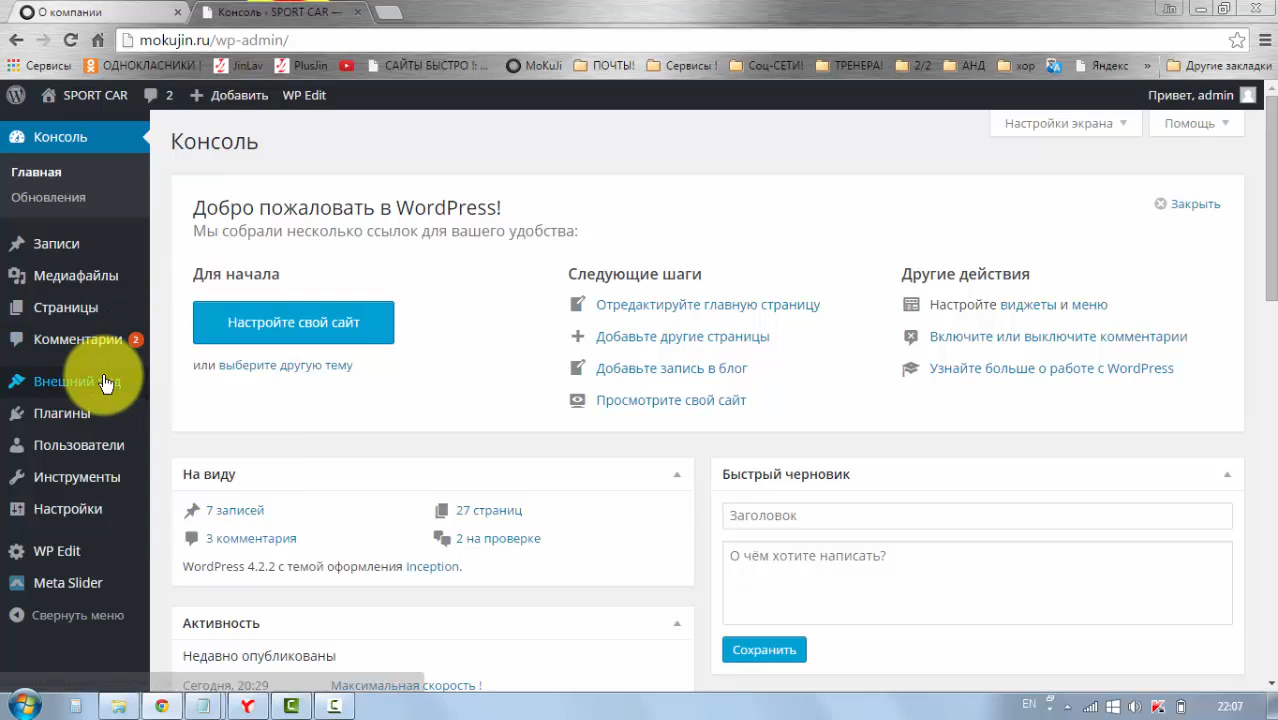 О компании
Консоль ‹ SPORT CAR —
Jin
mokujin.ru/wp-admin/
Сервисы
ОДНОКЛАСНИКИ !
JinLav
PlusJin
САЙТЫ БЫСТРО !:...
MoKuJi
ПОЧТЫ!
Сервисы !
Соц-СЕТИ!
ТРЕНЕРА!
2/2
АНД
хор
Яндекс
»
Другие закладки
SPORT CAR
2
Добавить
WP Edit
Привет, admin
Консоль
Главная
Обновления
Записи
Медиафайлы
Страницы
Комментарии 2
Внешний
Плагины
Пользователи
Инструменты
Настройки
WP Edit
Meta Slider
Свернуть меню
Настройки экрана
Помощь
Консоль
Добро пожаловать в WordPress!
Закрыть
Мы собрали несколько ссылок для вашего удобства:
Для начала
Настройте свой сайт
или выберите другую тему
Следующие шаги
Отредактируйте главную страницу
Добавьте другие страницы
Добавьте запись в блог
Просмотрите свой сайт
Другие действия
Настройте виджеты и меню
Включите или выключите комментарии
Узнайте больше о работе с WordPress
На виду
7 записей
27 страниц
3 комментария
2 на проверке
WordPress 4.2.2 с темой оформления Inception.
Активность
Недавно опубликованы
Сегодня, 20:29
Максимальная скорость !
Быстрый черновик
Заголовок
О чём хотите написать?
Сохранить
EN
22:07